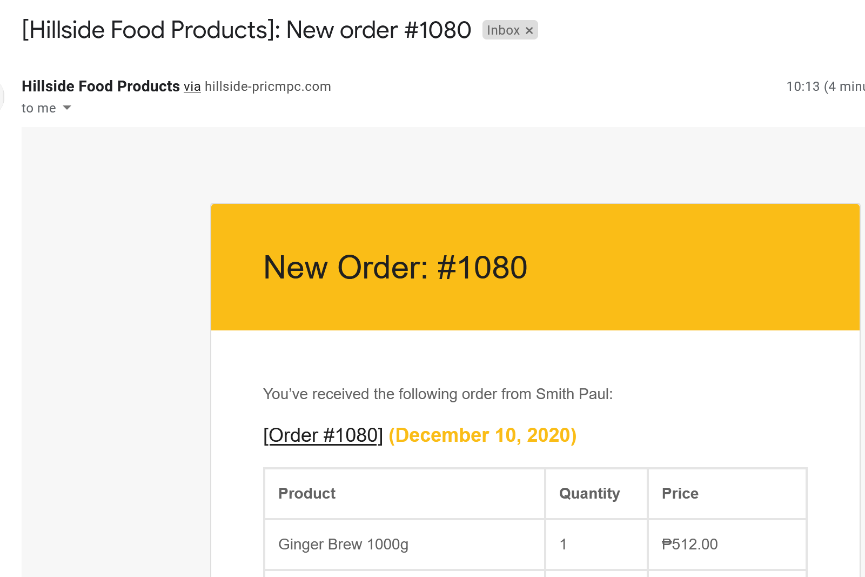 [Hillside Food Products]: New order #1080 Inbox ×
Hillside Food Products via hillside-pricmpc.com 10:13 (4 minu
to me
New Order: #1080
You've received the following order from Smith Paul:
[Order #1080] (December 10, 2020)
Product Quantity Price
Ginger Brew 1000g 1 ₱512.00